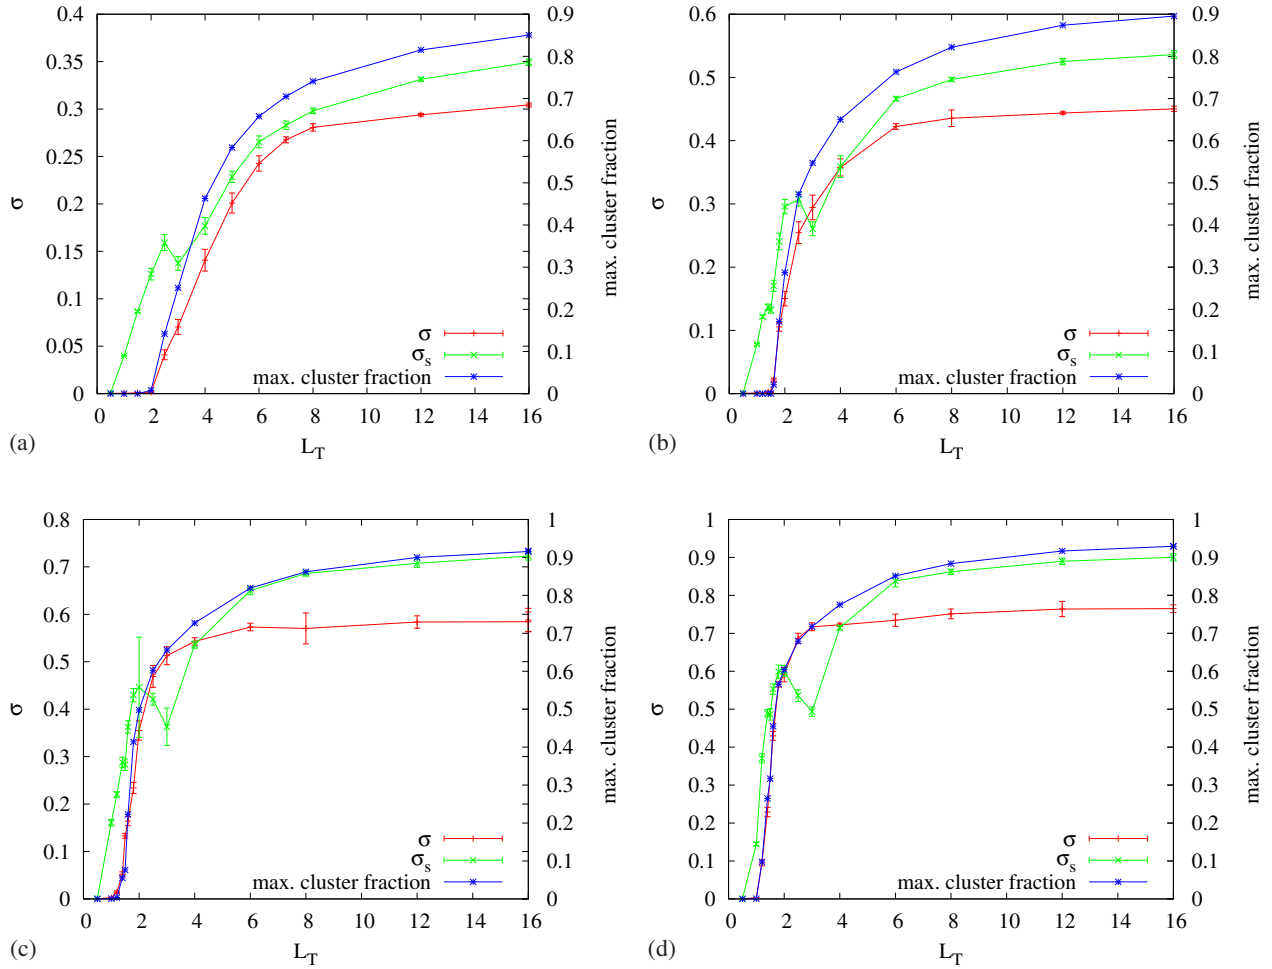 0.4
0.35
0.3
0.25
0.2
0.15
0.1
0.05
0
σ
0.9
0.8
0.7
0.6
0.5
0.4
0.3
0.2
0.1
0
max. cluster fraction
σ
σs
max. cluster fraction
0 2 4 6 8 10 12 14 16
(a)
LT
0.6
0.5
0.4
0.3
0.2
0.1
0
σ
0.9
0.8
0.7
0.6
0.5
0.4
0.3
0.2
0.1
0
max. cluster fraction
σ
σs
max. cluster fraction
0 2 4 6 8 10 12 14 16
(b)
LT
0.8
0.7
0.6
0.5
0.4
0.3
0.2
0.1
0
σ
1
0.9
0.8
0.7
0.6
0.5
0.4
0.3
0.2
0.1
0
max. cluster fraction
σ
σs
max. cluster fraction
0 2 4 6 8 10 12 14 16
(c)
LT
1
0.9
0.8
0.7
0.6
0.5
0.4
0.3
0.2
0.1
0
σ
1
0.9
0.8
0.7
0.6
0.5
0.4
0.3
0.2
0.1
0
max. cluster fraction
σ
σs
max. cluster fraction
0 2 4 6 8 10 12 14 16
(d)
LT